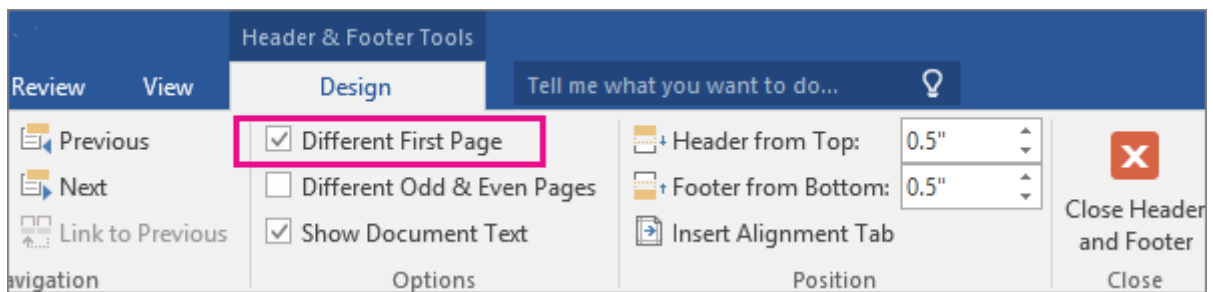 Header & Footer Tools
Review View Design Tell me what you want to do...
Previous Different First Page Header from Top: 0.5"
Next Different Odd & Even Pages Footer from Bottom: 0.5"
Link to Previous Show Document Text Insert Alignment Tab Close Header
and Footer
avigation Options Position Close